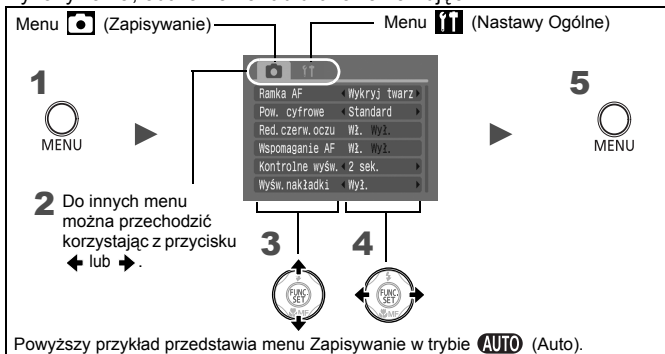 Menu (Zapisywanie)
Menu (Nastawy Ogólne)
1
MENU
5
MENU
Ramka AF Wykryj twarz
Pow. cyfrowe Standard
Red.czerw.oczu Wł. Wył.
Wspomaganie AF Wł. Wył.
Kontrolne wyśw. 2 sek.
Wyśw.nakładki Wył.
2 Do innych menu
można przechodzić
korzystając z przycisku
← lub →.
3
4
FUNC. SET
MF
FUNC. SET
MF
Powyższy przykład przedstawia menu Zapisywanie w trybie AUTO (Auto).